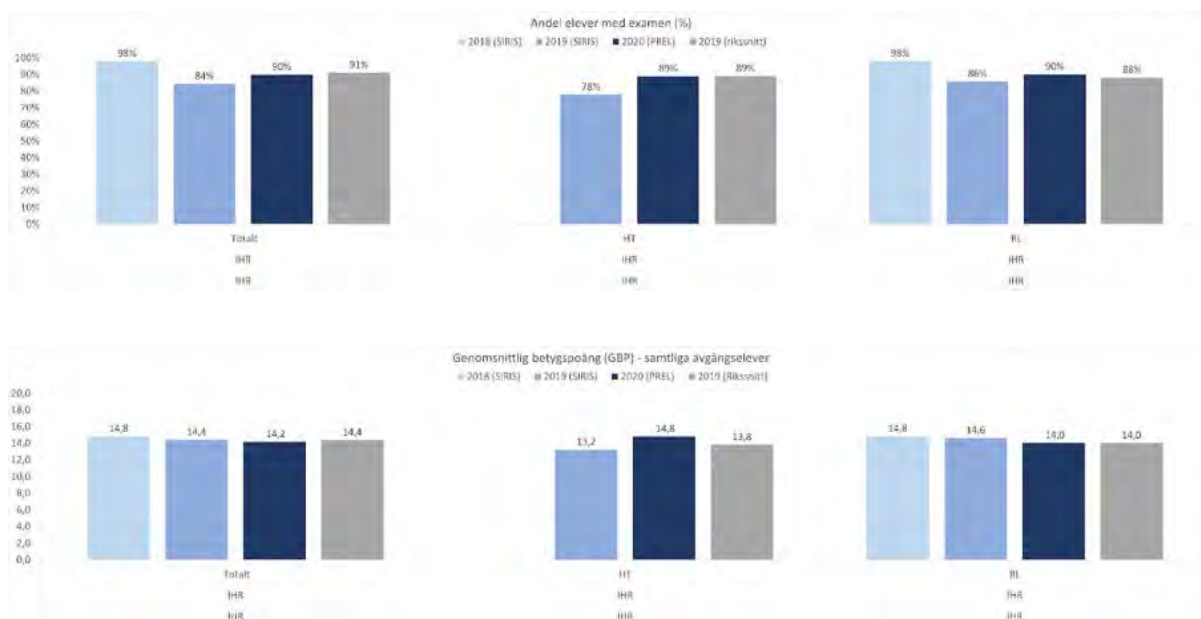 Andel elever med examen (%)
2018 (SIRIS) 2019 (SIRIS) 2020 (PREL) 2019 (rikssnitt)
98% 84% 90% 91% 78% 89% 89% 98% 86% 90% 88%
100%
90%
80%
70%
60%
50%
40%
30%
20%
10%
0%
Totalt HT RL
IHR IHR IHR
IHR IHR IHR
Genomsnittlig betygspoäng (GBP) - samtliga avgångselever
2018 (SIRIS) 2019 (SIRIS) 2020 (PREL) 2019 (Rikssnitt)
20,0
18,0
16,0
14,0
12,0
10,0
8,0
6,0
4,0
2,0
0,0
14,8 14,4 14,2 14,4 13,2 14,8 13,8 14,8 14,6 14,0 14,0
Totalt HT RL
IHR IHR IHR
IHR IHR IHR